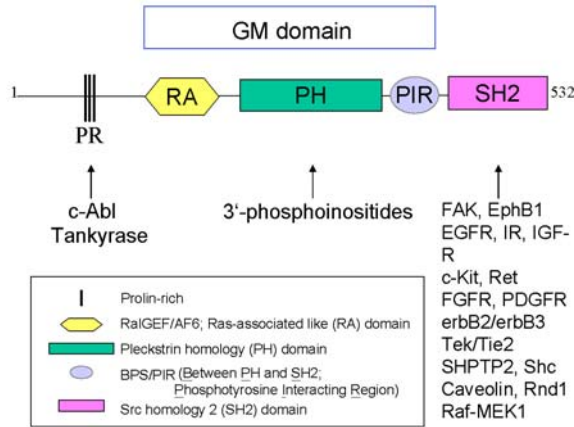 GM domain
1
RA
PH
PIR
SH2
532
PR
c-Abl
Tankyrase
3'-phosphoinositides
FAK, EphB1
EGFR, IR, IGF-
R
c-Kit, Ret
FGFR, PDGFR
erbB2/erbB3
Tek/Tie2
SHPTP2, Shc
Caveolin, Rnd1
Raf-MEK1
Prolin-rich
RalGEF/AF6; Ras-associated like (RA) domain
Pleckstrin homology (PH) domain
BPS/PIR (Between PH and SH2;
Phosphotyrosine Interacting Region)
Src homology 2 (SH2) domain